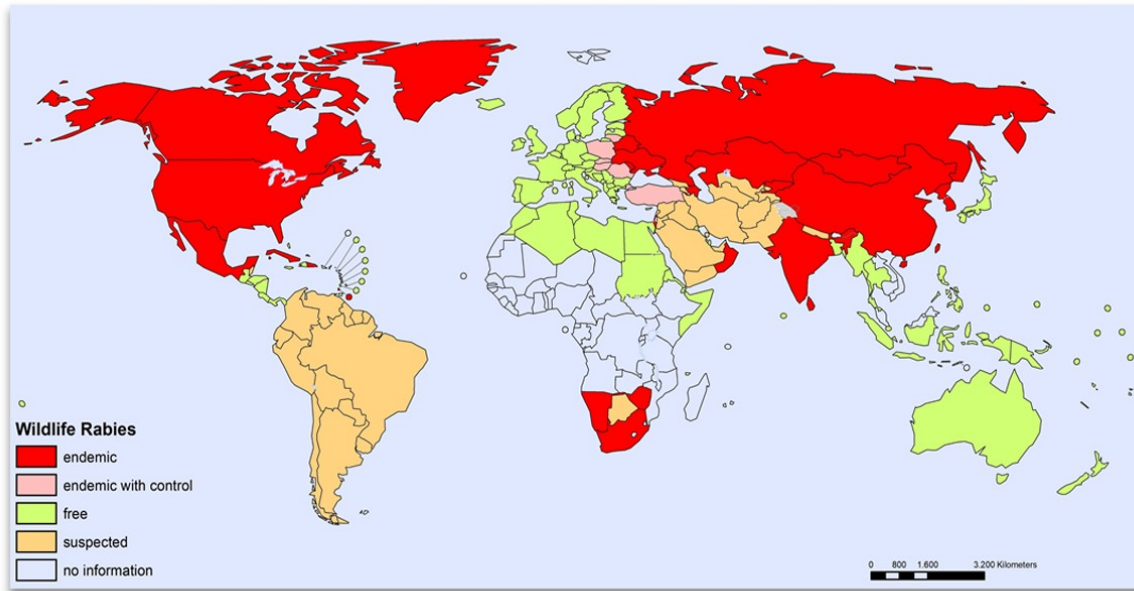 Wildlife Rabies
endemic
endemic with control
free
suspected
no information
0 800 1.600 3.200 Kilometers